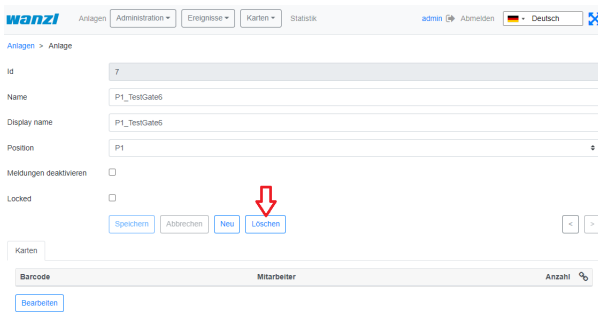 wanzl Anlagen Administration Ereignisse Karten Statistik admin Abmelden Deutsch
Anlagen > Anlage
Id 7
Name P1_TestGate6
Display name P1_TestGate6
Position P1
Meldungen deaktivieren
Locked
Speichern Abbrechen Neu Löschen < >
Karten
Barcode Mitarbeiter Anzahl
Bearbeiten